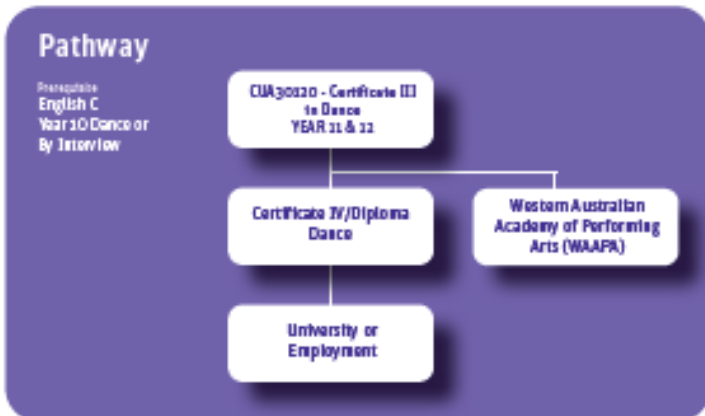 Pathway
Prerequisite
English C
Year 10 Dance or
By Interview
CUA30120 - Certificate III
in Dance
YEAR 11 & 12
Certificate IV/Diploma
Dance
Western Australian
Academy of Performing
Arts (WAAPA)
University or
Employment